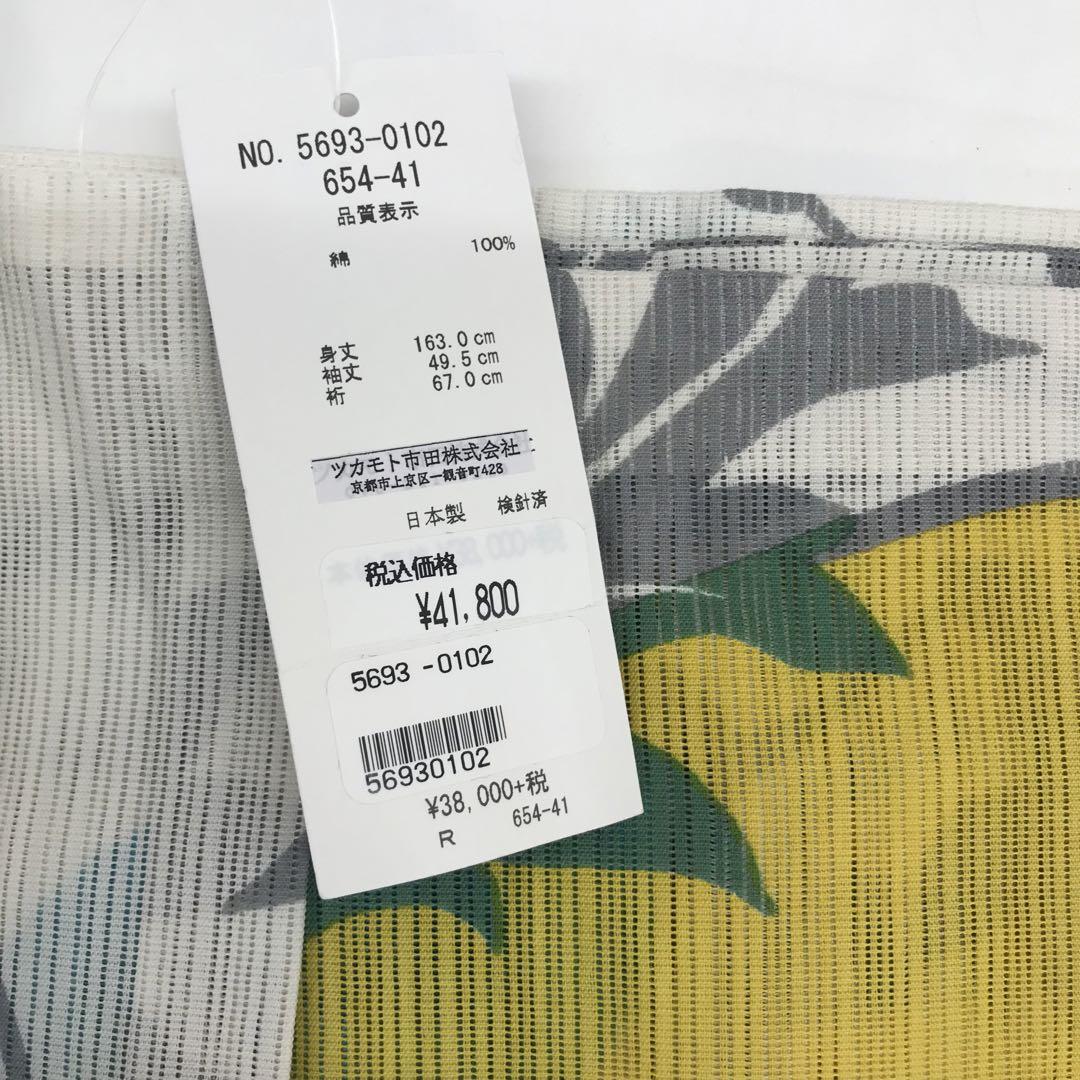 NO. 5693-0102
654-41
品質表示
綿 100%
身丈 163.0cm
袖丈 49.5cm
裄 67.0cm
ツカモト市田株式会社
京都市上京区一観音町428
日本製 検針済
税込価格
¥41,800
5693 -0102
56930102
¥38,000+税
R 654-41